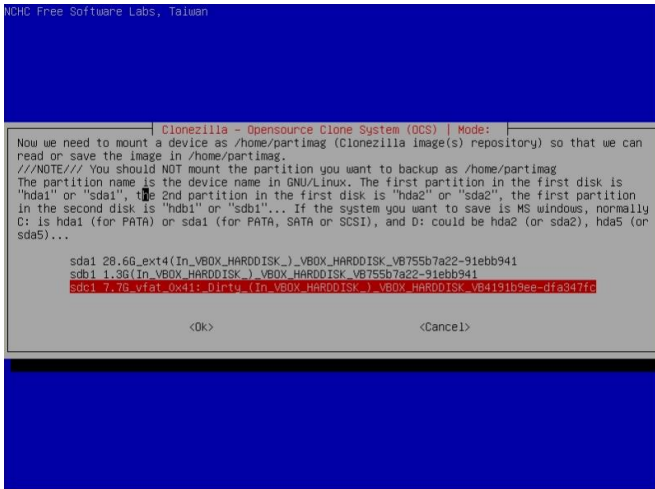 NCHC Free Software Labs, Taiwan
Clonezilla - Opensource Clone System (OCS) | Mode:
Now we need to mount a device as /home/partimag (Clonezilla image(s) repository) so that we can
read or save the image in /home/partimag.
///NOTE/// You should NOT mount the partition you want to backup as /home/partimag
The partition name is the device name in GNU/Linux. The first partition in the first disk is
"hda1" or "sda1", the 2nd partition in the first disk is "hda2" or "sda2", the first partition
in the second disk is "hdb1" or "sdb1"... If the system you want to save is MS windows, normally
C: is hda1 (for PATA) or sda1 (for PATA, SATA or SCSI), and D: could be hda2 (or sda2), hda5 (or
sda5)...
sda1 28.6G_ext4(In_VBOX_HARDDISK_)_VBOX_HARDDISK_VB755b7a22-91ebb941
sdb1 1.3G(In_VBOX_HARDDISK_)_VBOX_HARDDISK_VB755b7a22-91ebb941
sdc1 7.7G_vfat_0x41:_Dirty_(In_VBOX_HARDDISK_)_VBOX_HARDDISK_VB4191b9ee-dfa347fc
<Ok> <Cancel>